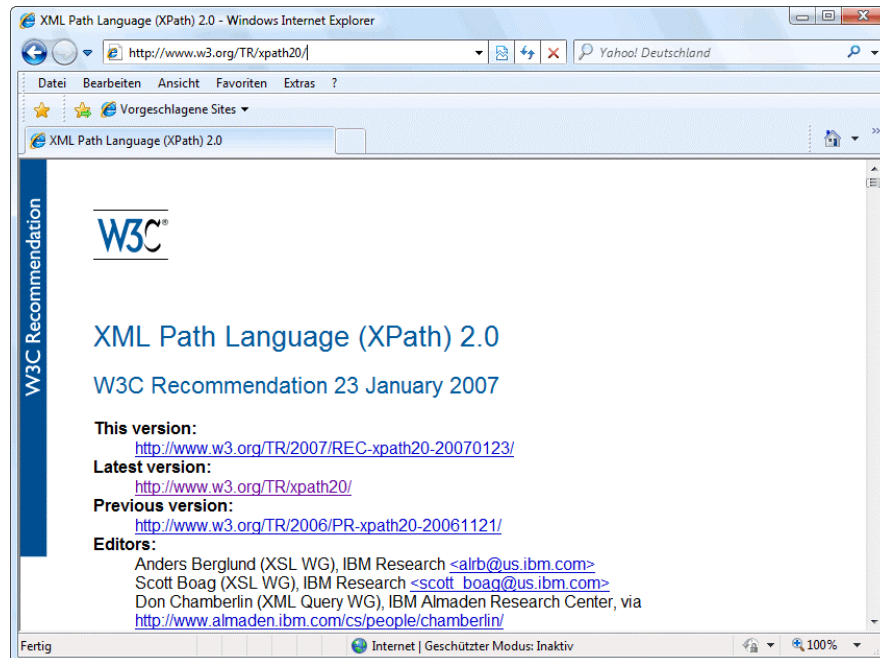 XML Path Language (XPath) 2.0 - Windows Internet Explorer
http://www.w3.org/TR/xpath20/
Yahoo! Deutschland
Datei Bearbeiten Ansicht Favoriten Extras ?
Vorgeschlagene Sites
XML Path Language (XPath) 2.0
W3C Recommendation
W3C®
XML Path Language (XPath) 2.0
W3C Recommendation 23 January 2007
This version:
http://www.w3.org/TR/2007/REC-xpath20-20070123/
Latest version:
http://www.w3.org/TR/xpath20/
Previous version:
http://www.w3.org/TR/2006/PR-xpath20-20061121/
Editors:
Anders Berglund (XSL WG), IBM Research <alrb@us.ibm.com>
Scott Boag (XSL WG), IBM Research <scott_boag@us.ibm.com>
Don Chamberlin (XML Query WG), IBM Almaden Research Center, via
http://www.almaden.ibm.com/cs/people/chamberlin/
Fertig Internet | Geschützter Modus: Inaktiv 100%